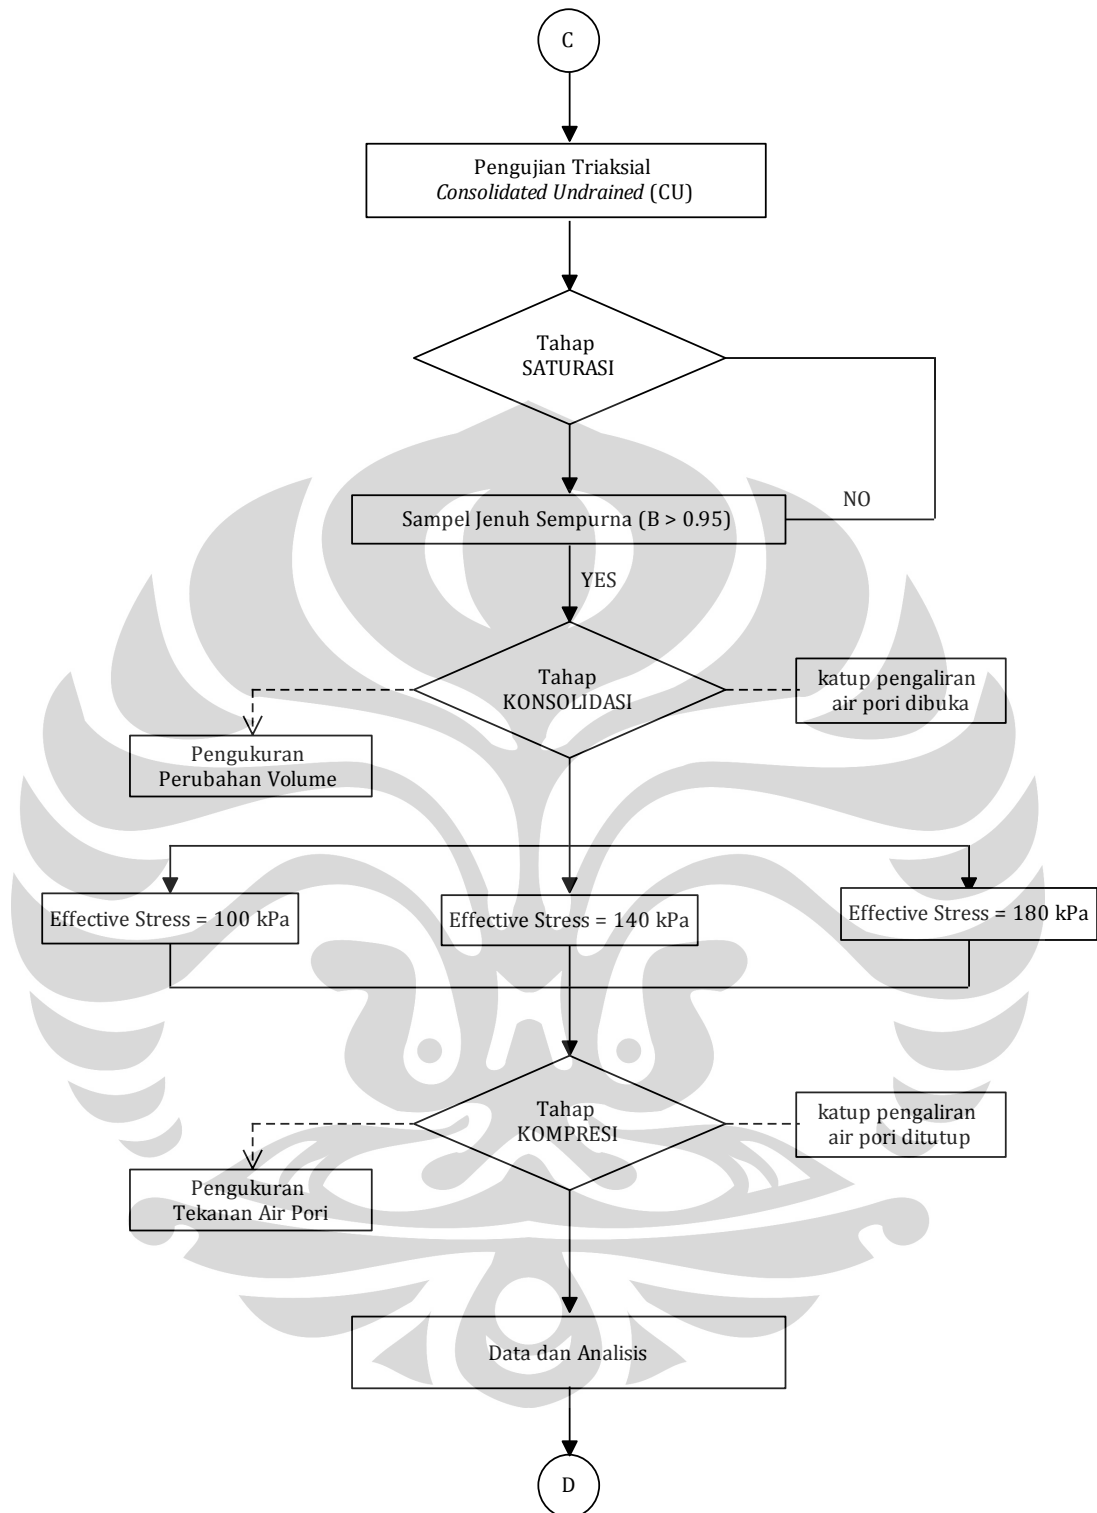 C
Pengujian Triaksial
Consolidated Undrained (CU)
Tahap
SATURASI
Sampel Jenuh Sempurna (B > 0.95)
NO
YES
Tahap
KONSOLIDASI
katup pengaliran
air pori dibuka
Pengukuran
Perubahan Volume
Effective Stress = 100 kPa
Effective Stress = 140 kPa
Effective Stress = 180 kPa
Tahap
KOMPRESI
katup pengaliran
air pori ditutup
Pengukuran
Tekanan Air Pori
Data dan Analisis
D